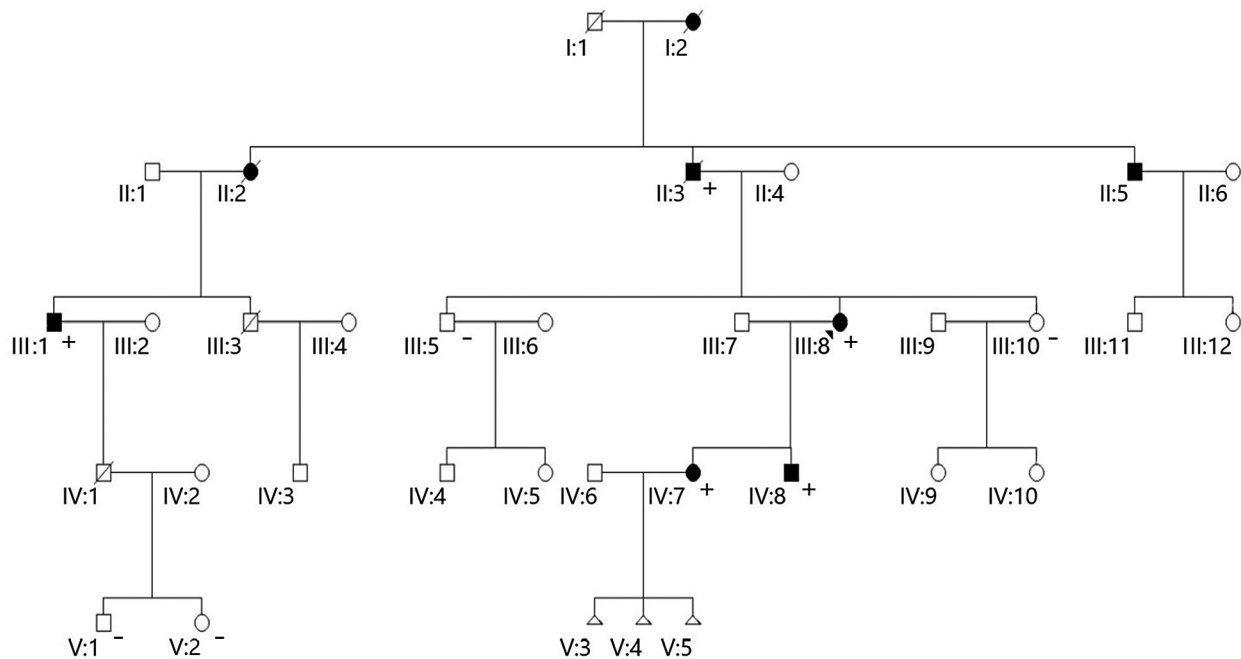 I:1 I:2
II:1 II:2 II:3 + II:4 II:5 II:6
III:1 + III:2 III:3 III:4 III:5 - III:6 III:7 III:8 + III:9 III:10 - III:11 III:12
IV:1 IV:2 IV:3 IV:4 IV:5 IV:6 IV:7 + IV:8 + IV:9 IV:10
V:1 - V:2 - V:3 V:4 V:5